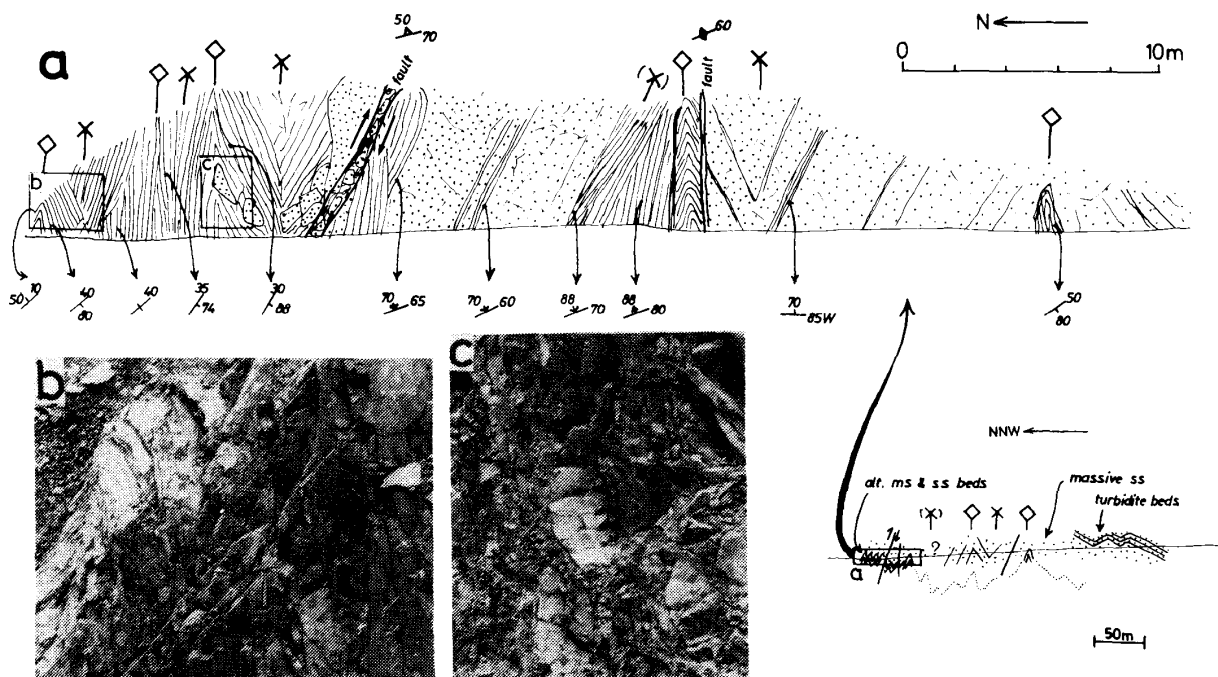 a
50
70
60
N
0
10m
fault
fault
b
c
50 10
40
80
40
35
74
30
88
70 65
70 60
88 70
88 80
70
85W
50
80
b
c
NNW
alt. ms & ss beds
massive ss
turbidite beds
?
a
50m